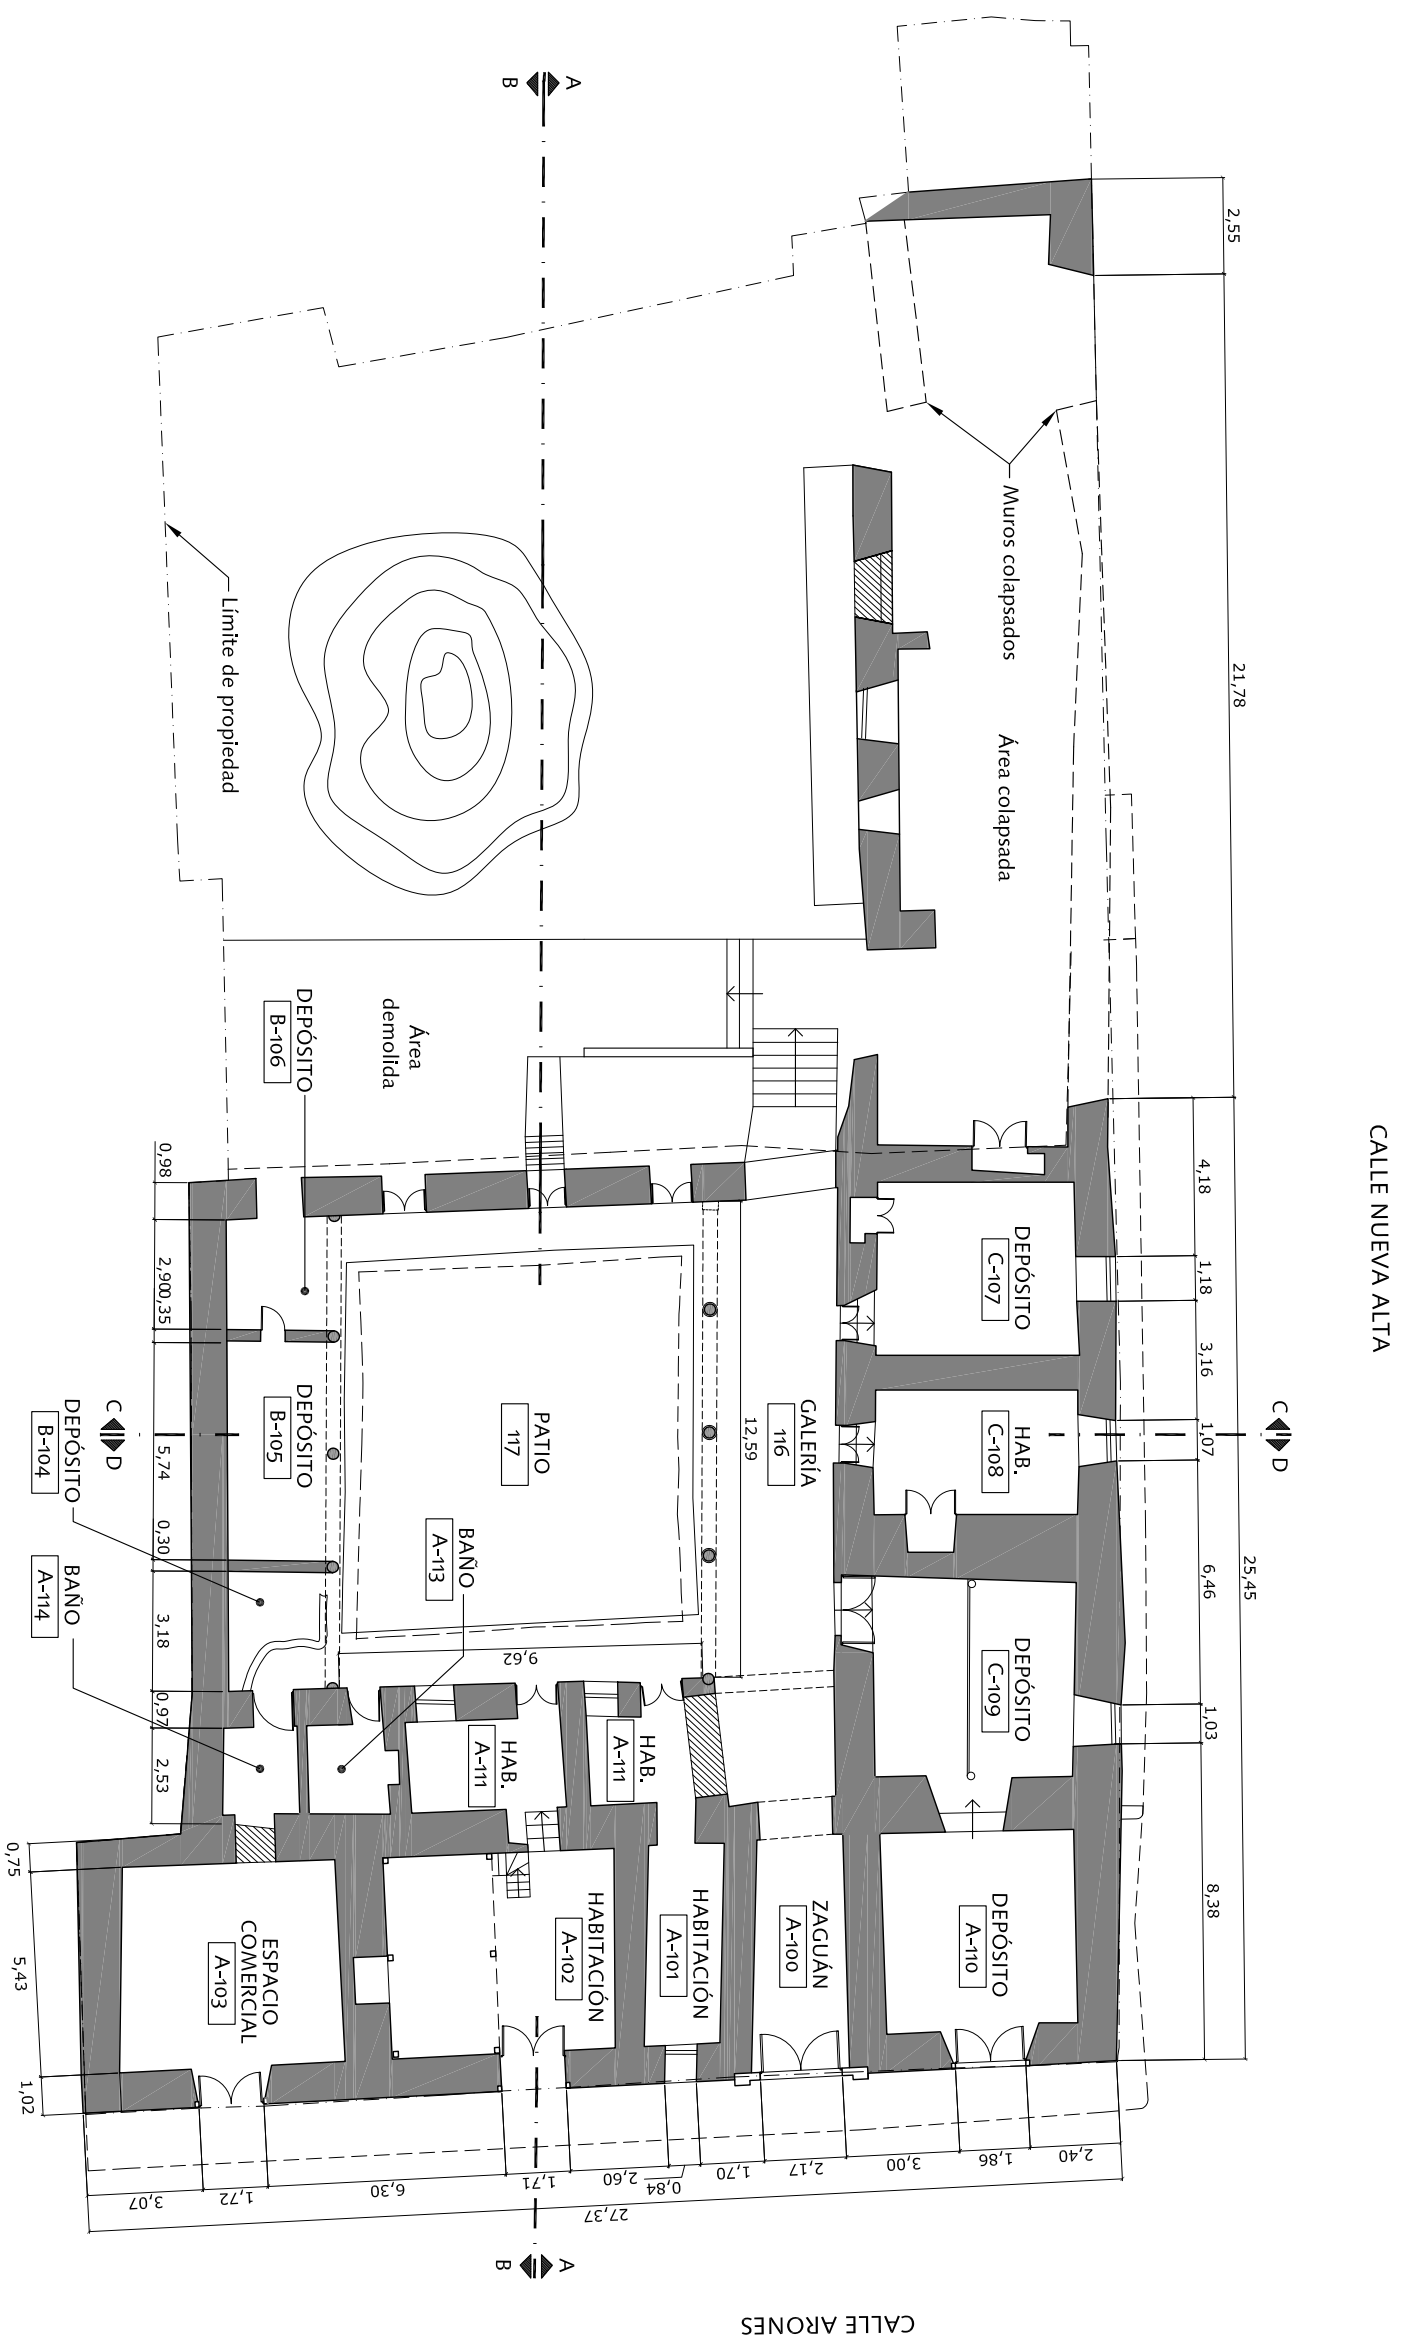 CALLE NUEVA ALTA
2,55
21,78
25,45
4,18
1,18
3,16
1,07
6,46
1,03
8,38
C
D
A
B
Muros colapsados
Área colapsada
Límite de propiedad
Área
demolida
DEPÓSITO
C-107
HAB.
C-108
DEPÓSITO
C-109
DEPÓSITO
A-110
GALERÍA
116
12,59
ZAGUÁN
A-100
HABITACIÓN
A-101
HAB.
A-111
PATIO
117
9,62
HABITACIÓN
A-102
HAB.
A-111
BAÑO
A-113
DEPÓSITO
B-106
DEPÓSITO
B-105
ESPACIO
COMERCIAL
A-103
0,98
2,90
0,35
5,74
0,30
3,18
0,97
2,53
C
D
DEPÓSITO
B-104
BAÑO
A-114
0,75
5,43
1,02
3,07
1,72
6,30
1,71
2,60
0,84
1,70
2,17
3,00
1,86
2,40
27,37
A
B
CALLE ARONES